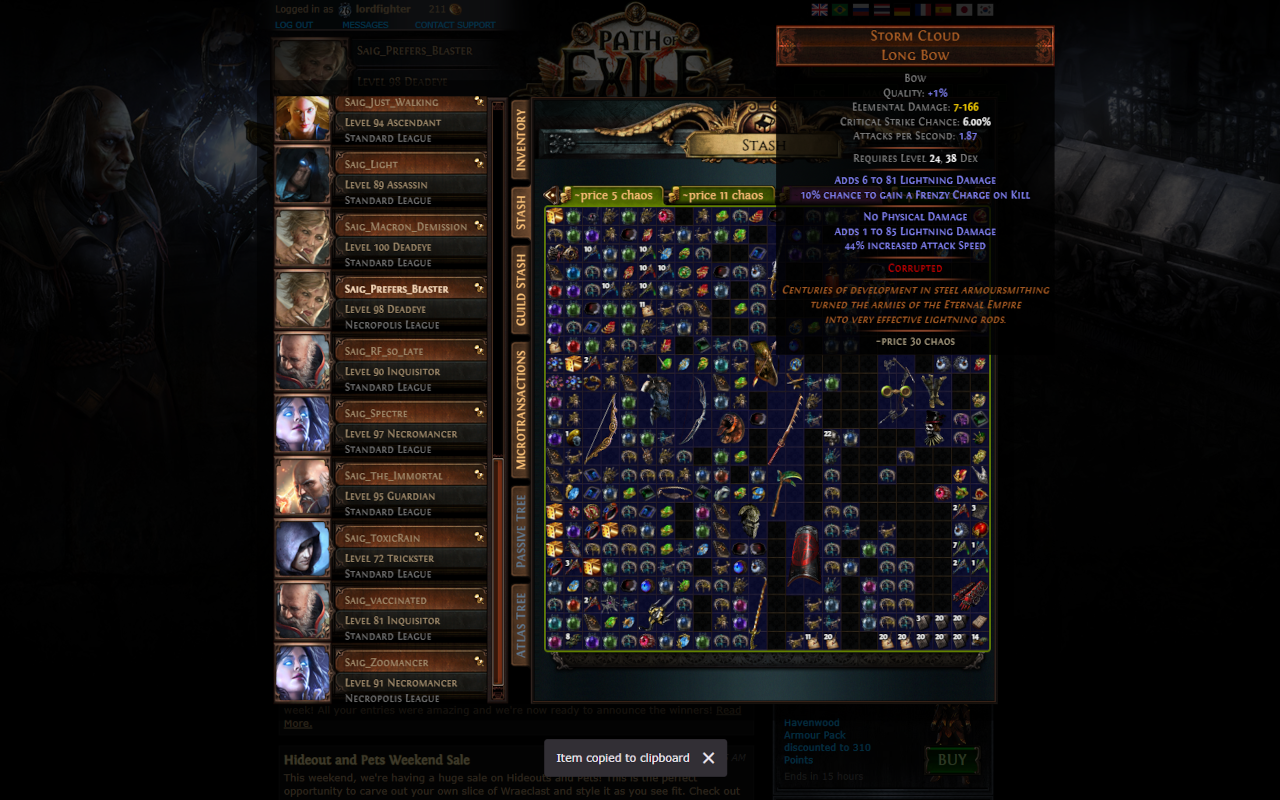 Logged in as lordfighter 211
LOG OUT MESSAGES CONTACT SUPPORT
PATH OF EXILE
Saig_Prefers_Blaster
Level 98 Deadeye
Saig_Just_Walking
Level 94 Ascendant
Standard League
Saig_Light
Level 89 Assassin
Standard League
Saig_Macron_Demission
Level 100 Deadeye
Standard League
Saig_Prefers_Blaster
Level 98 Deadeye
Necropolis League
Saig_RF_so_late
Level 90 Inquisitor
Standard League
Saig_Spectre
Level 97 Necromancer
Standard League
Saig_The_Immortal
Level 95 Guardian
Standard League
Saig_ToxicRain
Level 72 Trickster
Standard League
Saig_vaccinated
Level 81 Inquisitor
Standard League
Saig_Zoomancer
Level 91 Necromancer
Necropolis League
INVENTORY
STASH
GUILD STASH
MICROTRANSACTIONS
PASSIVE TREE
ATLAS TREE
Stash
~price 5 chaos ~price 11 chaos
Storm Cloud
Long Bow
Bow
Quality: +1%
Elemental Damage: 7-166
Critical Strike Chance: 6.00%
Attacks per Second: 1.87
Requires Level 24, 38 Dex
Adds 6 to 81 Lightning Damage
10% chance to gain a Frenzy Charge on Kill
No Physical Damage
Adds 1 to 85 Lightning Damage
44% increased Attack Speed
Corrupted
Centuries of development in steel armoursmithing
turned the armies of the Eternal Empire
into very effective lightning rods.
~price 30 chaos
week! All your entries were amazing and we're now ready to announce the winners! Read
More.
Hideout and Pets Weekend Sale
This weekend, we're having a huge sale on Hideouts and Pets! This is the perfect
opportunity to carve out your own slice of Wraeclast and style it as you see fit. Check out
Item copied to clipboard
Havenwood
Armour Pack
discounted to 310
Points
Ends in 15 hours
BUY